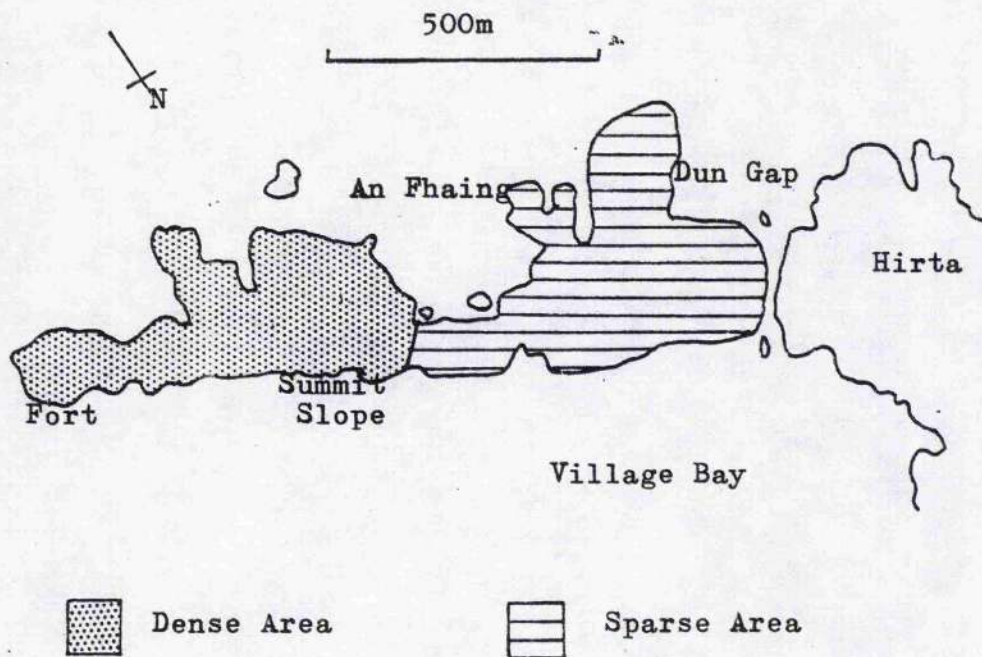 500m
N
An Fhaing
Dun Gap
Hirta
Summit
Fort
Slope
Village Bay
Dense Area
Sparse Area